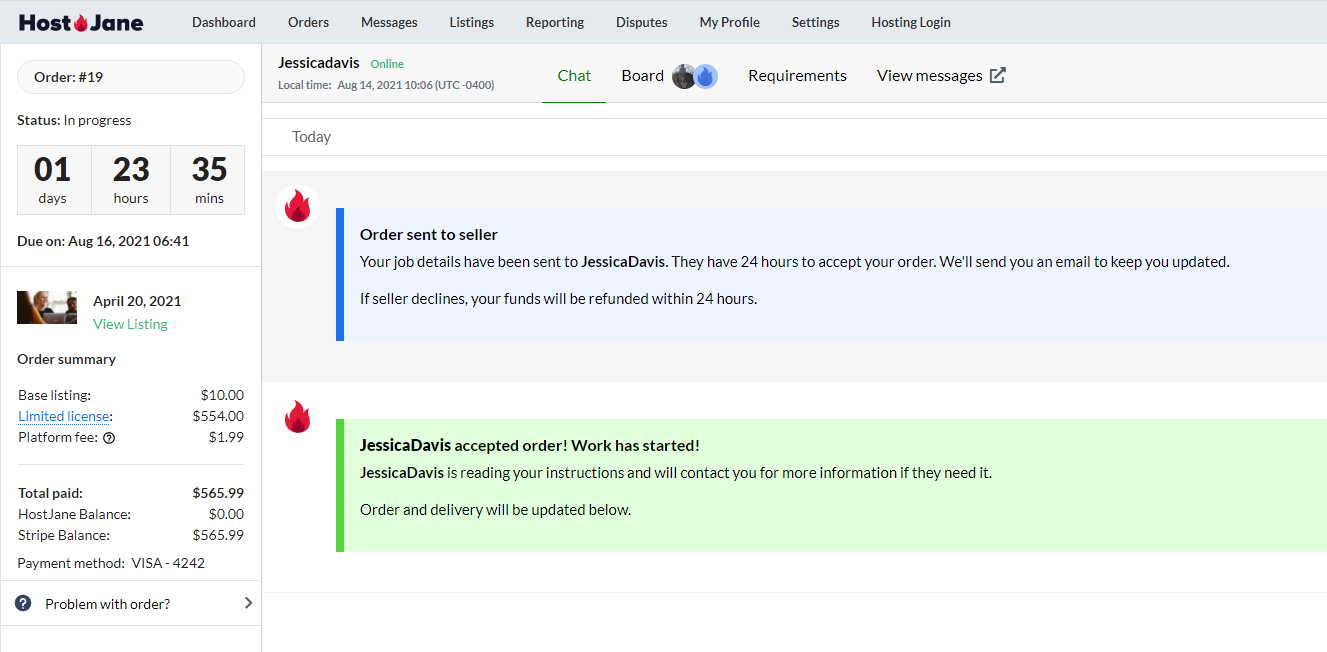 Host Jane
Dashboard Orders Messages Listings Reporting Disputes My Profile Settings Hosting Login
Order: #19
Status: In progress
01 23 35
days hours mins
Due on: Aug 16, 2021 06:41
April 20, 2021
View Listing
Order summary
Base listing: $10.00
Limited license: $554.00
Platform fee: ? $1.99
Total paid: $565.99
HostJane Balance: $0.00
Stripe Balance: $565.99
Payment method: VISA - 4242
? Problem with order?
Jessicadavis Online
Local time: Aug 14, 2021 10:06 (UTC -0400)
Chat Board Requirements View messages
Today
Order sent to seller
Your job details have been sent to JessicaDavis. They have 24 hours to accept your order. We'll send you an email to keep you updated.
If seller declines, your funds will be refunded within 24 hours.
JessicaDavis accepted order! Work has started!
JessicaDavis is reading your instructions and will contact you for more information if they need it.
Order and delivery will be updated below.